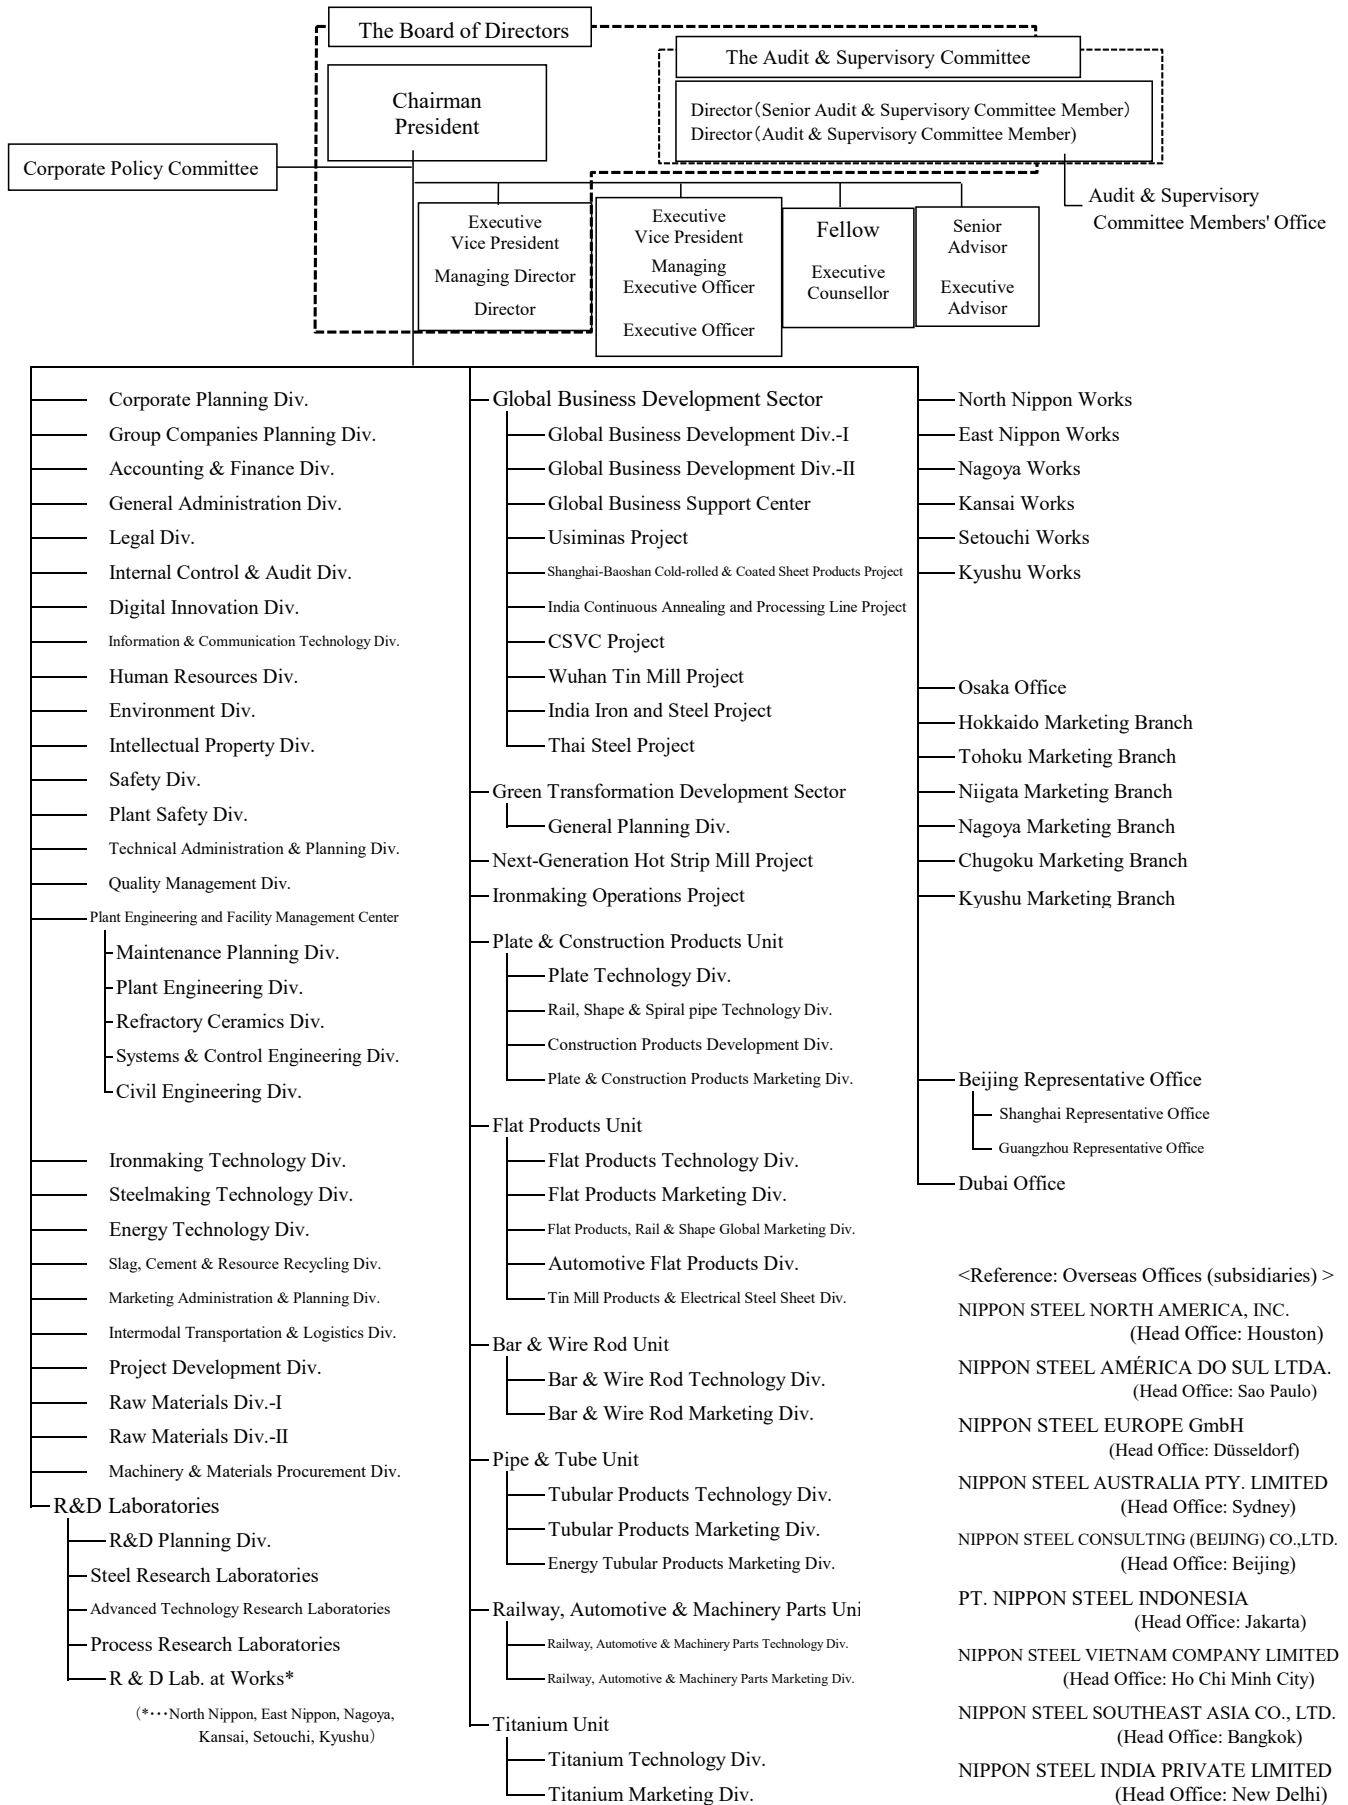 The Board of Directors
The Audit & Supervisory Committee
Chairman
President
Director(Senior Audit & Supervisory Committee Member)
Director(Audit & Supervisory Committee Member)
Corporate Policy Committee
Audit & Supervisory
Committee Members' Office
Executive
Vice President
Managing Director
Director
Executive
Vice President
Managing
Executive Officer
Executive Officer
Fellow
Executive
Counsellor
Senior
Advisor
Executive
Advisor
Corporate Planning Div.
Group Companies Planning Div.
Accounting & Finance Div.
General Administration Div.
Legal Div.
Internal Control & Audit Div.
Digital Innovation Div.
Information & Communication Technology Div.
Human Resources Div.
Environment Div.
Intellectual Property Div.
Safety Div.
Plant Safety Div.
Technical Administration & Planning Div.
Quality Management Div.
Plant Engineering and Facility Management Center
Maintenance Planning Div.
Plant Engineering Div.
Refractory Ceramics Div.
Systems & Control Engineering Div.
Civil Engineering Div.
Ironmaking Technology Div.
Steelmaking Technology Div.
Energy Technology Div.
Slag, Cement & Resource Recycling Div.
Marketing Administration & Planning Div.
Intermodal Transportation & Logistics Div.
Project Development Div.
Raw Materials Div.-I
Raw Materials Div.-II
Machinery & Materials Procurement Div.
R&D Laboratories
R&D Planning Div.
Steel Research Laboratories
Advanced Technology Research Laboratories
Process Research Laboratories
R & D Lab. at Works*
(*･･･North Nippon, East Nippon, Nagoya,
Kansai, Setouchi, Kyushu)
Global Business Development Sector
Global Business Development Div.-I
Global Business Development Div.-II
Global Business Support Center
Usiminas Project
Shanghai-Baoshan Cold-rolled & Coated Sheet Products Project
India Continuous Annealing and Processing Line Project
CSVC Project
Wuhan Tin Mill Project
India Iron and Steel Project
Thai Steel Project
Green Transformation Development Sector
General Planning Div.
Next-Generation Hot Strip Mill Project
Ironmaking Operations Project
Plate & Construction Products Unit
Plate Technology Div.
Rail, Shape & Spiral pipe Technology Div.
Construction Products Development Div.
Plate & Construction Products Marketing Div.
Flat Products Unit
Flat Products Technology Div.
Flat Products Marketing Div.
Flat Products, Rail & Shape Global Marketing Div.
Automotive Flat Products Div.
Tin Mill Products & Electrical Steel Sheet Div.
Bar & Wire Rod Unit
Bar & Wire Rod Technology Div.
Bar & Wire Rod Marketing Div.
Pipe & Tube Unit
Tubular Products Technology Div.
Tubular Products Marketing Div.
Energy Tubular Products Marketing Div.
Railway, Automotive & Machinery Parts Uni
Railway, Automotive & Machinery Parts Technology Div.
Railway, Automotive & Machinery Parts Marketing Div.
Titanium Unit
Titanium Technology Div.
Titanium Marketing Div.
North Nippon Works
East Nippon Works
Nagoya Works
Kansai Works
Setouchi Works
Kyushu Works
Osaka Office
Hokkaido Marketing Branch
Tohoku Marketing Branch
Niigata Marketing Branch
Nagoya Marketing Branch
Chugoku Marketing Branch
Kyushu Marketing Branch
Beijing Representative Office
Shanghai Representative Office
Guangzhou Representative Office
Dubai Office
<Reference: Overseas Offices (subsidiaries) >
NIPPON STEEL NORTH AMERICA, INC.
(Head Office: Houston)
NIPPON STEEL AMÉRICA DO SUL LTDA.
(Head Office: Sao Paulo)
NIPPON STEEL EUROPE GmbH
(Head Office: Düsseldorf)
NIPPON STEEL AUSTRALIA PTY. LIMITED
(Head Office: Sydney)
NIPPON STEEL CONSULTING (BEIJING) CO.,LTD.
(Head Office: Beijing)
PT. NIPPON STEEL INDONESIA
(Head Office: Jakarta)
NIPPON STEEL VIETNAM COMPANY LIMITED
(Head Office: Ho Chi Minh City)
NIPPON STEEL SOUTHEAST ASIA CO., LTD.
(Head Office: Bangkok)
NIPPON STEEL INDIA PRIVATE LIMITED
(Head Office: New Delhi)